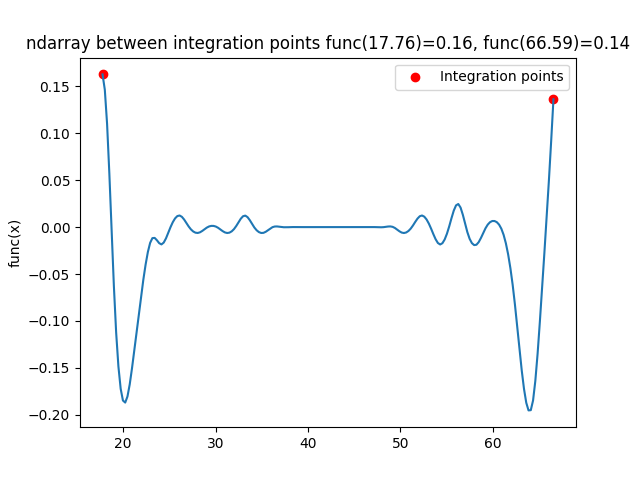 ndarray between integration points func(17.76)=0.16, func(66.59)=0.14
Integration points
func(x)
0.15
0.10
0.05
0.00
−0.05
−0.10
−0.15
−0.20
20 30 40 50 60